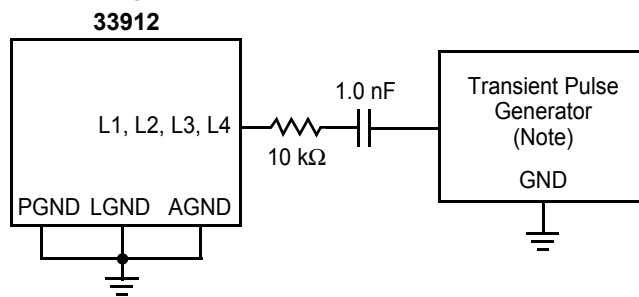 33912
1.0 nF
L1, L2, L3, L4
10 kΩ
PGND LGND AGND
Transient Pulse
Generator
(Note)
GND